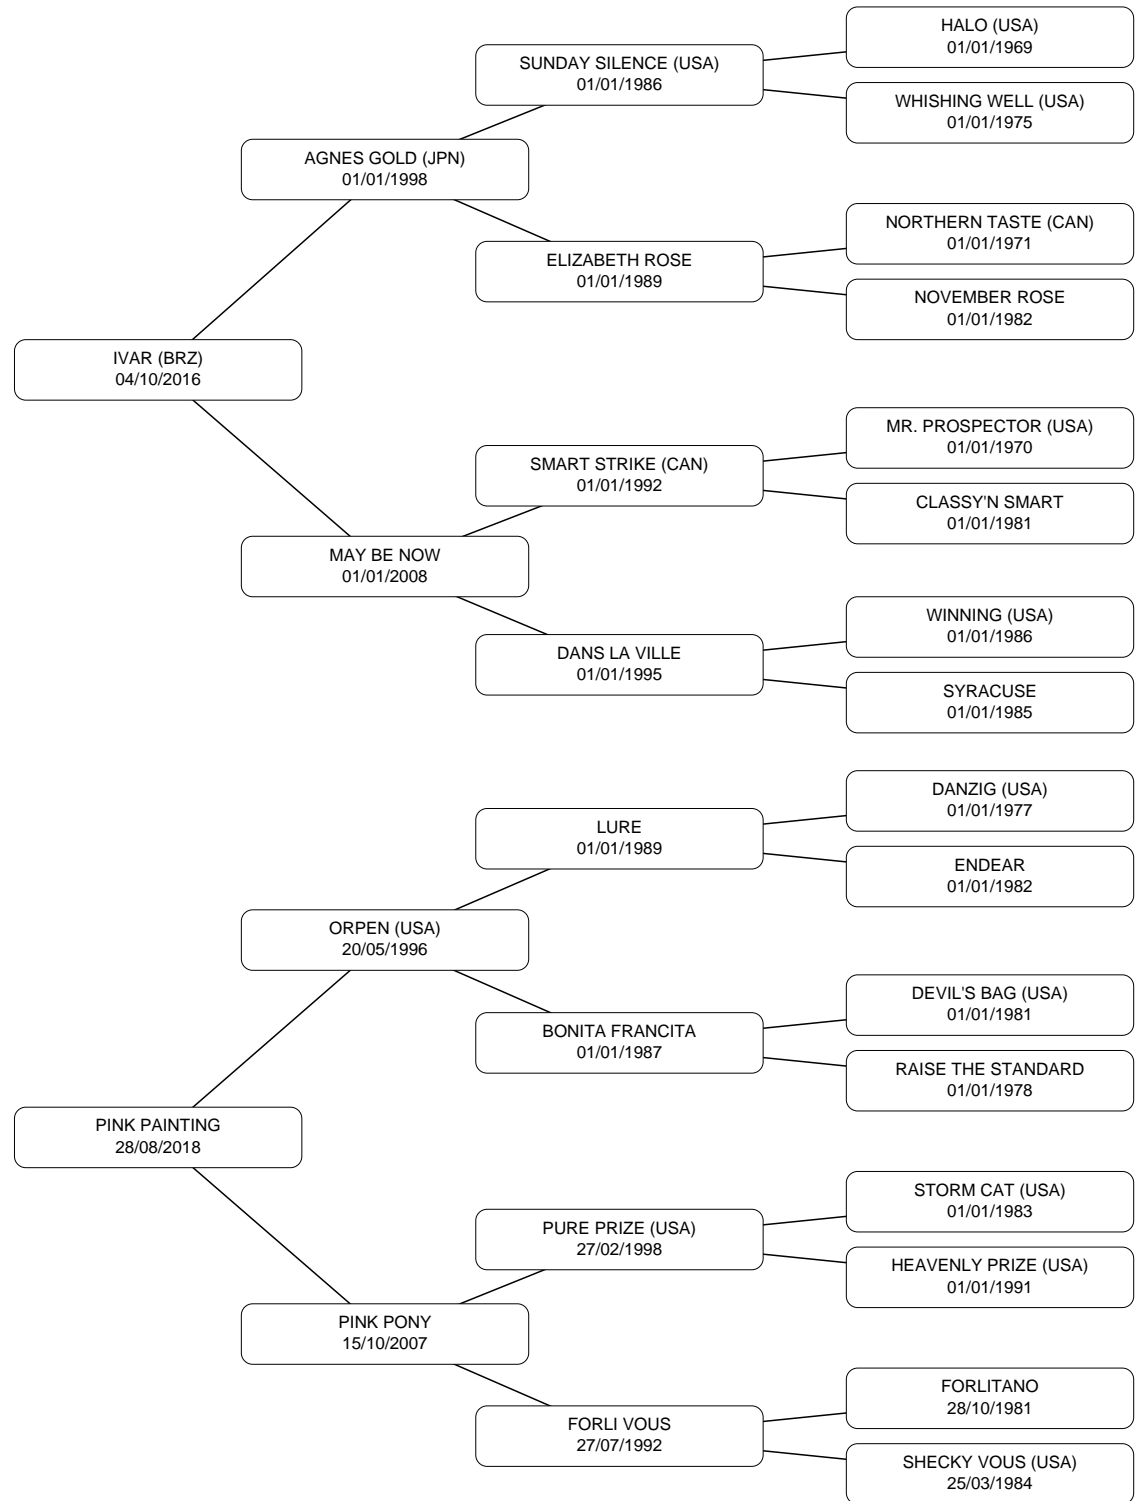 HALO (USA)
01/01/1969
SUNDAY SILENCE (USA)
01/01/1986
WHISHING WELL (USA)
01/01/1975
AGNES GOLD (JPN)
01/01/1998
NORTHERN TASTE (CAN)
01/01/1971
ELIZABETH ROSE
01/01/1989
NOVEMBER ROSE
01/01/1982
IVAR (BRZ)
04/10/2016
MR. PROSPECTOR (USA)
01/01/1970
SMART STRIKE (CAN)
01/01/1992
CLASSY'N SMART
01/01/1981
MAY BE NOW
01/01/2008
WINNING (USA)
01/01/1986
DANS LA VILLE
01/01/1995
SYRACUSE
01/01/1985
DANZIG (USA)
01/01/1977
LURE
01/01/1989
ENDEAR
01/01/1982
ORPEN (USA)
20/05/1996
DEVIL'S BAG (USA)
01/01/1981
BONITA FRANCITA
01/01/1987
RAISE THE STANDARD
01/01/1978
PINK PAINTING
28/08/2018
STORM CAT (USA)
01/01/1983
PURE PRIZE (USA)
27/02/1998
HEAVENLY PRIZE (USA)
01/01/1991
PINK PONY
15/10/2007
FORLITANO
28/10/1981
FORLI VOUS
27/07/1992
SHECKY VOUS (USA)
25/03/1984